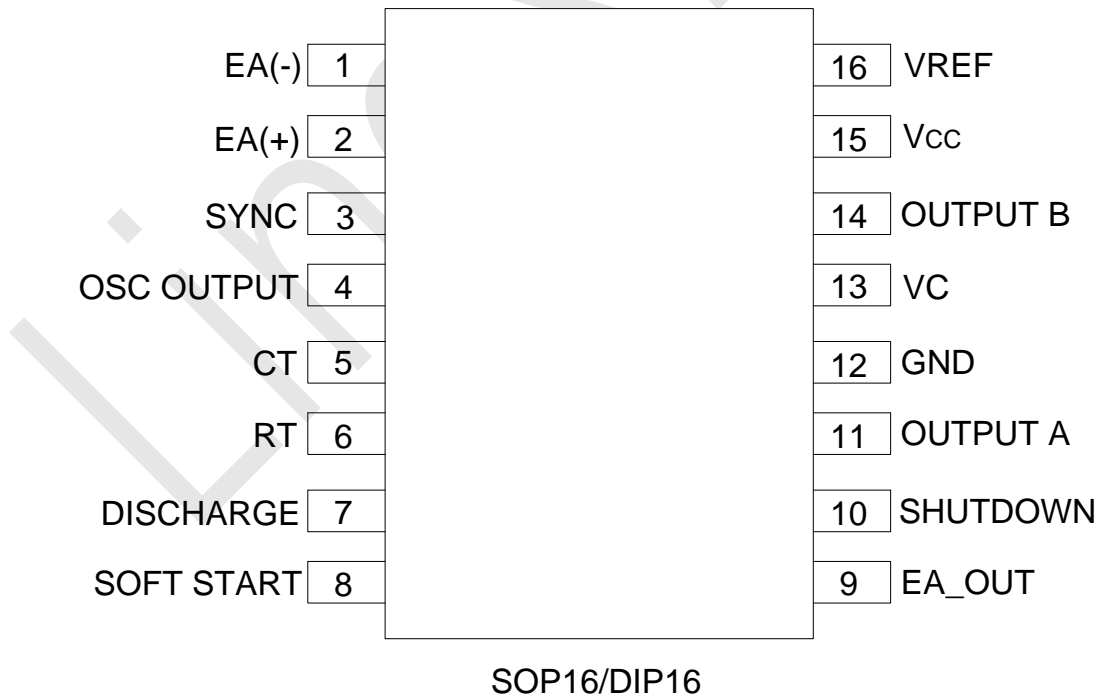 EA(-) 1 16 VREF
EA(+) 2 15 Vcc
SYNC 3 14 OUTPUT B
OSC OUTPUT 4 13 VC
CT 5 12 GND
RT 6 11 OUTPUT A
DISCHARGE 7 10 SHUTDOWN
SOFT START 8 9 EA_OUT
SOP16/DIP16